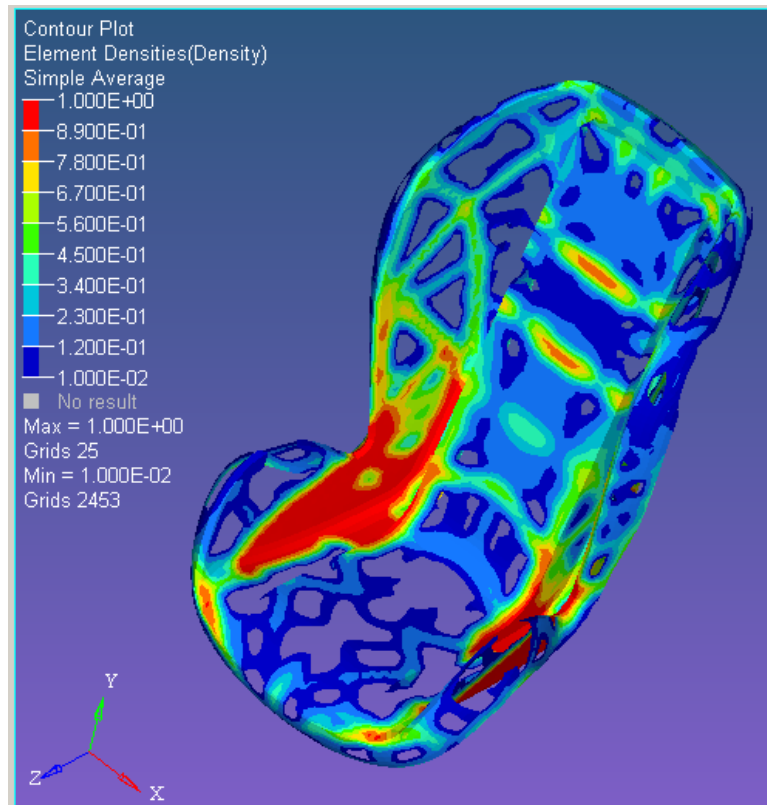 Contour Plot
Element Densities(Density)
Simple Average
1.000E+00
8.900E-01
7.800E-01
6.700E-01
5.600E-01
4.500E-01
3.400E-01
2.300E-01
1.200E-01
1.000E-02
No result
Max = 1.000E+00
Grids 25
Min = 1.000E-02
Grids 2453
Y
Z
X